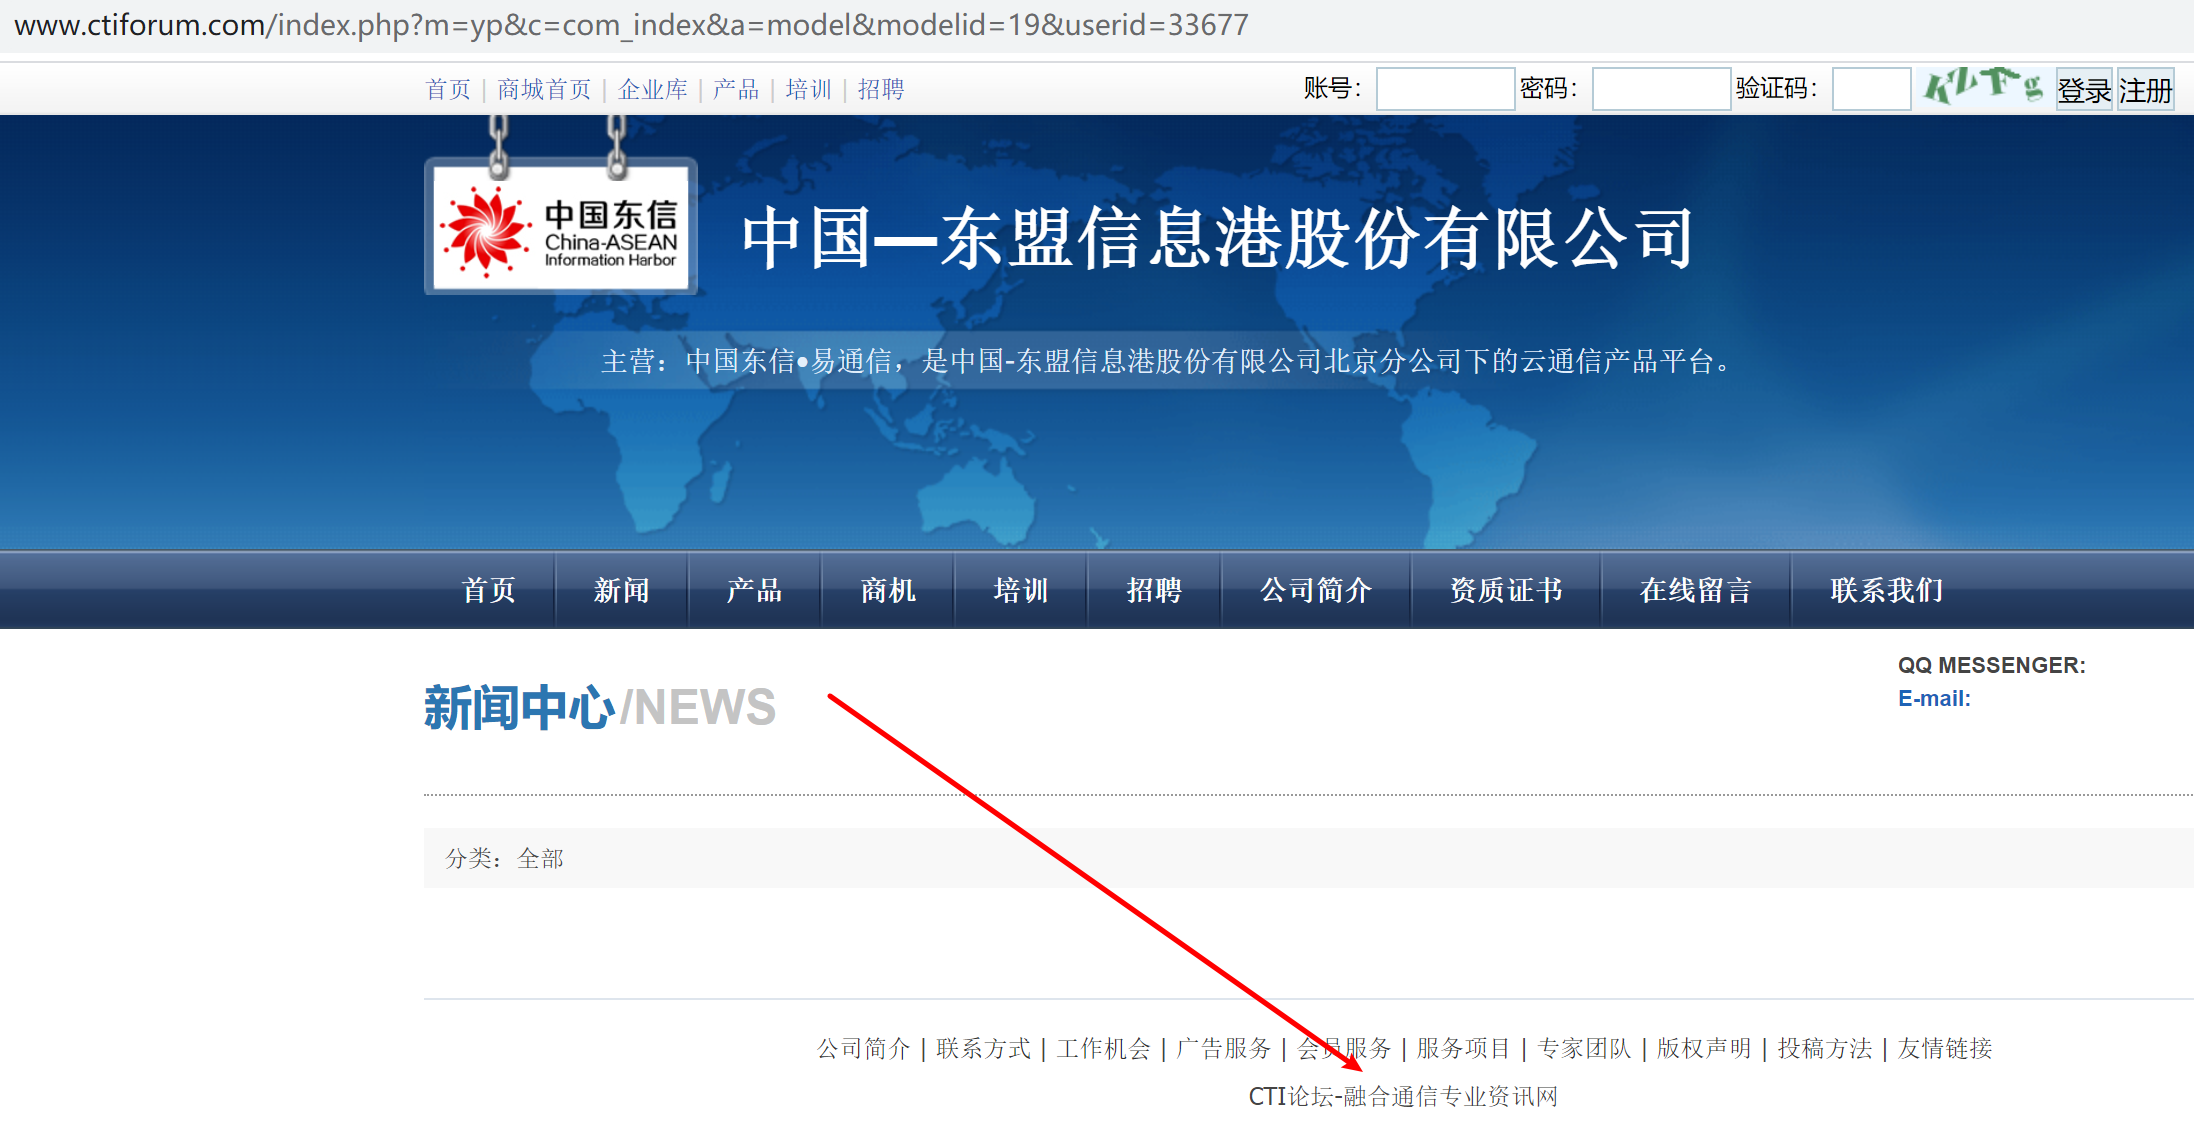 www.ctiforum.com/index.php?m=yp&c=com_index&a=model&modelid=19&userid=33677
首页 | 商城首页 | 企业库 | 产品 | 培训 | 招聘
账号： 密码： 验证码： KZTg 登录 注册
中国东信
China-ASEAN
Information Harbor
中国—东盟信息港股份有限公司
主营：中国东信•易通信，是中国-东盟信息港股份有限公司北京分公司下的云通信产品平台。
首页 新闻 产品 商机 培训 招聘 公司简介 资质证书 在线留言 联系我们
新闻中心/NEWS
QQ MESSENGER:
E-mail:
分类：全部
公司简介 | 联系方式 | 工作机会 | 广告服务 | 会员服务 | 服务项目 | 专家团队 | 版权声明 | 投稿方法 | 友情链接
CTI论坛-融合通信专业资讯网